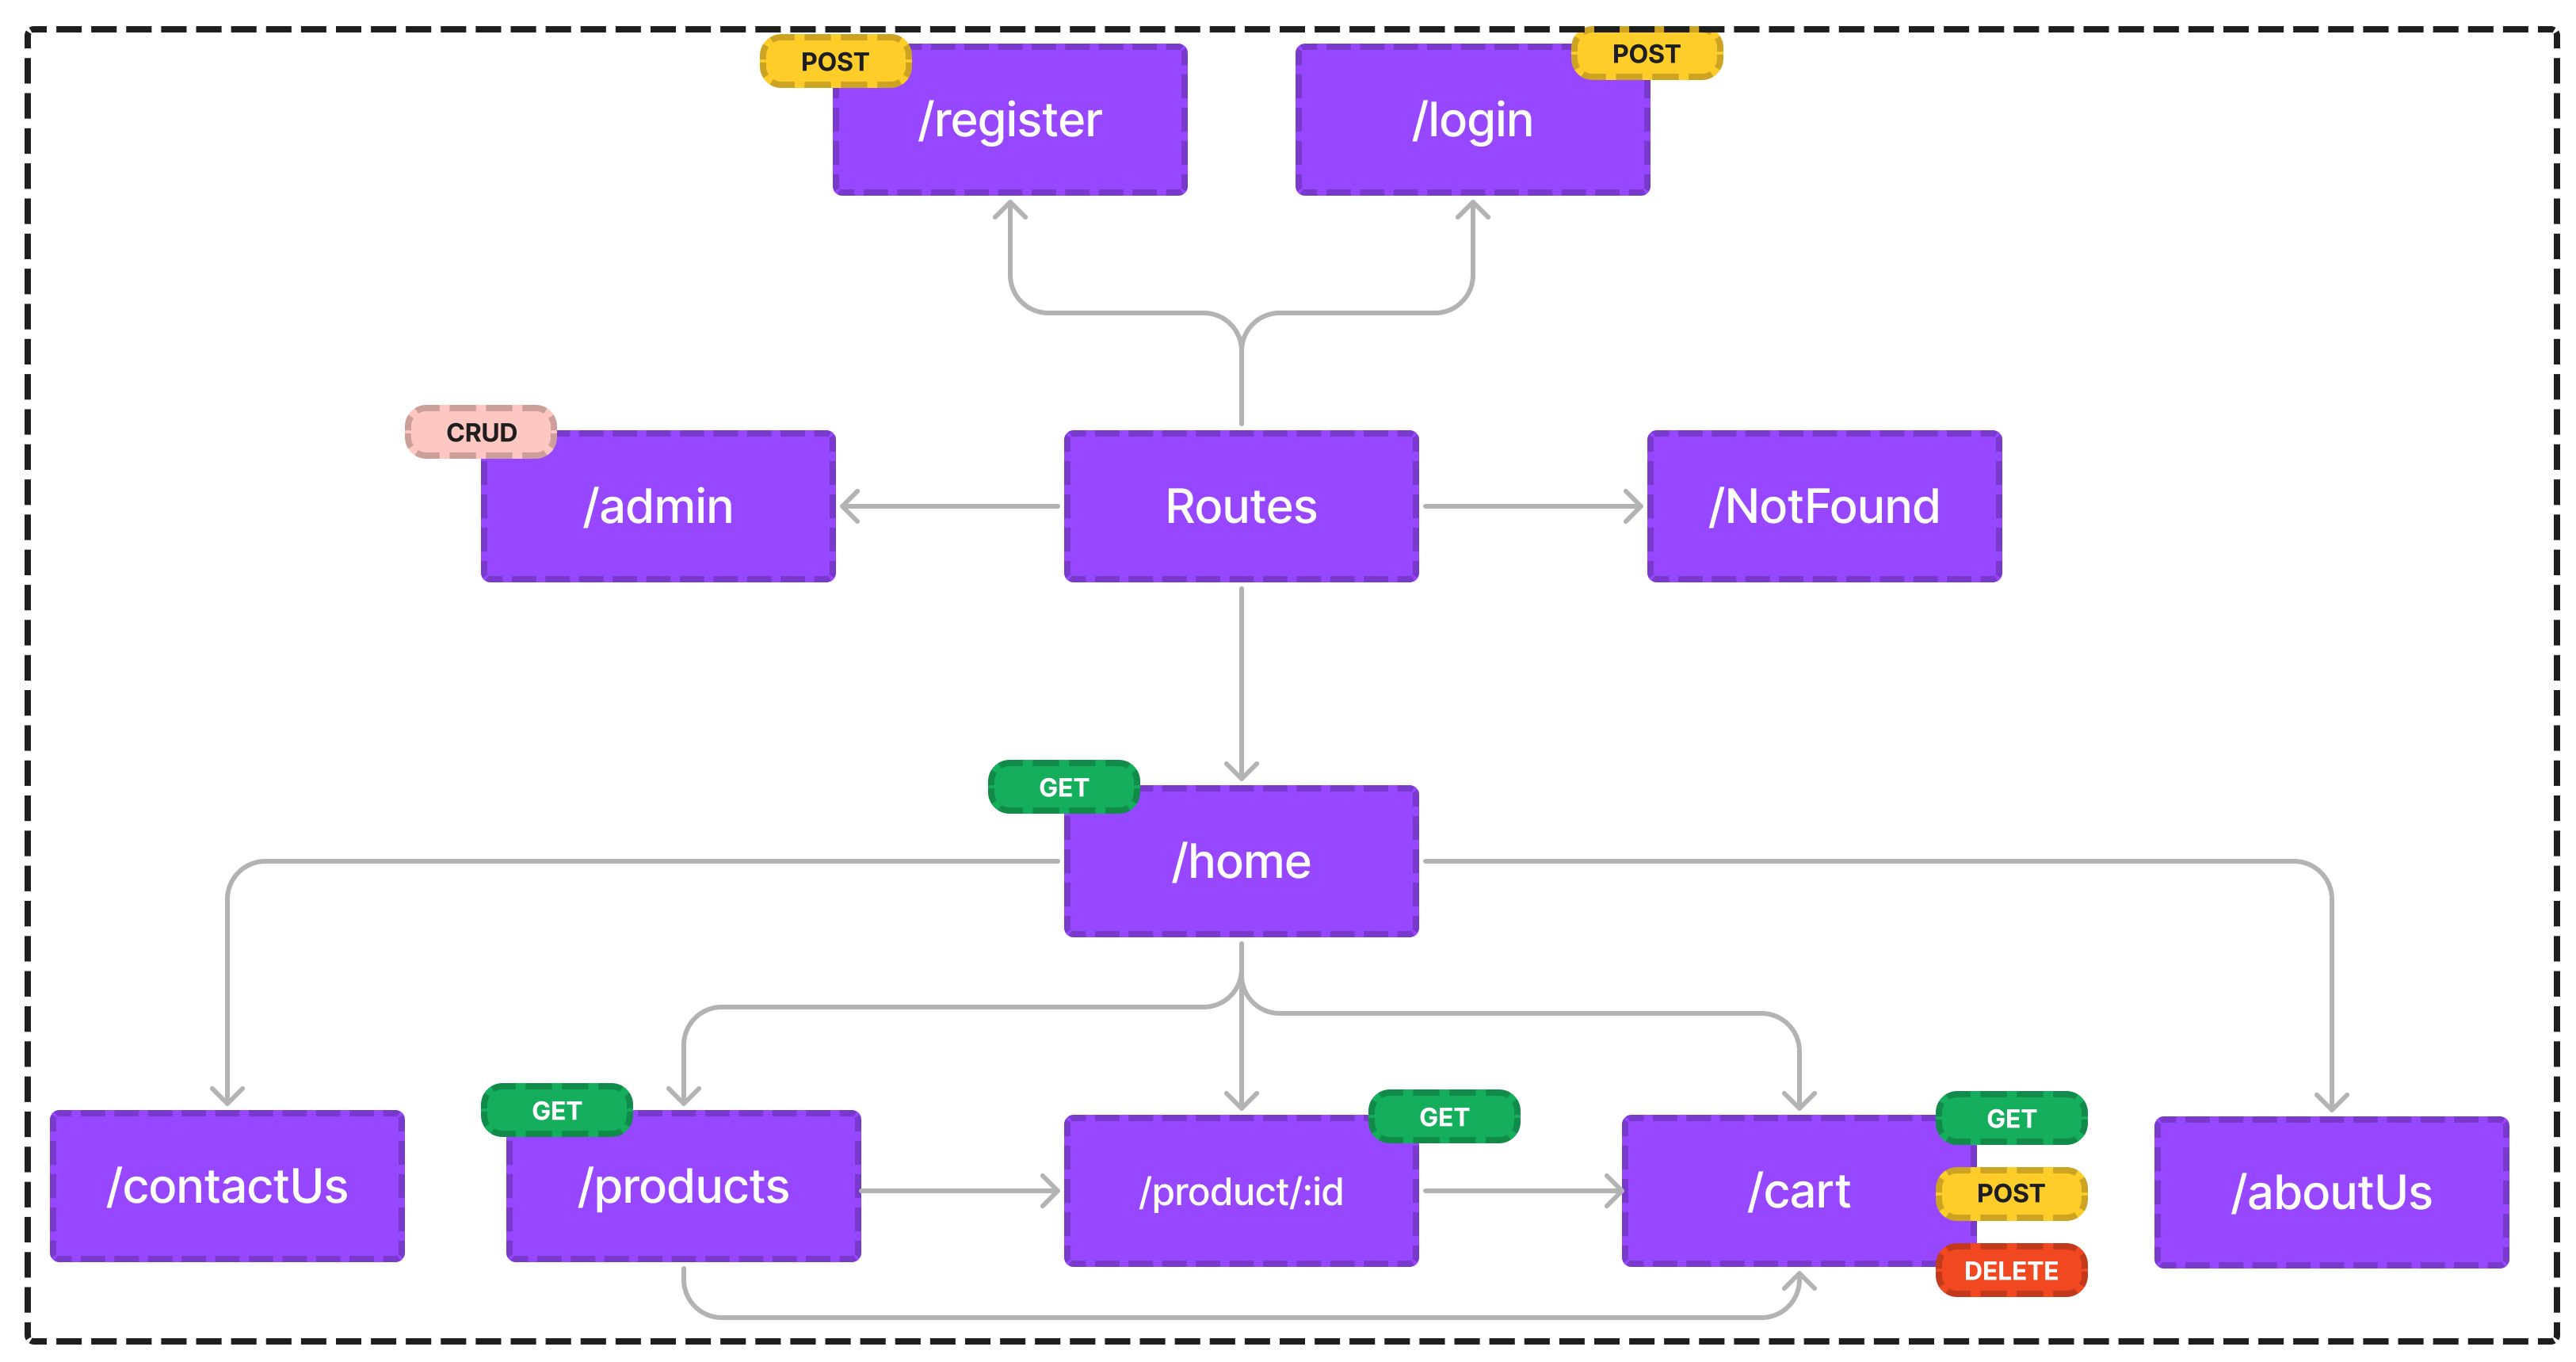 POST
/register
POST
/login
CRUD
/admin
Routes
/NotFound
GET
/home
/contactUs
GET
/products
GET
/product/:id
GET
POST
DELETE
/cart
/aboutUs